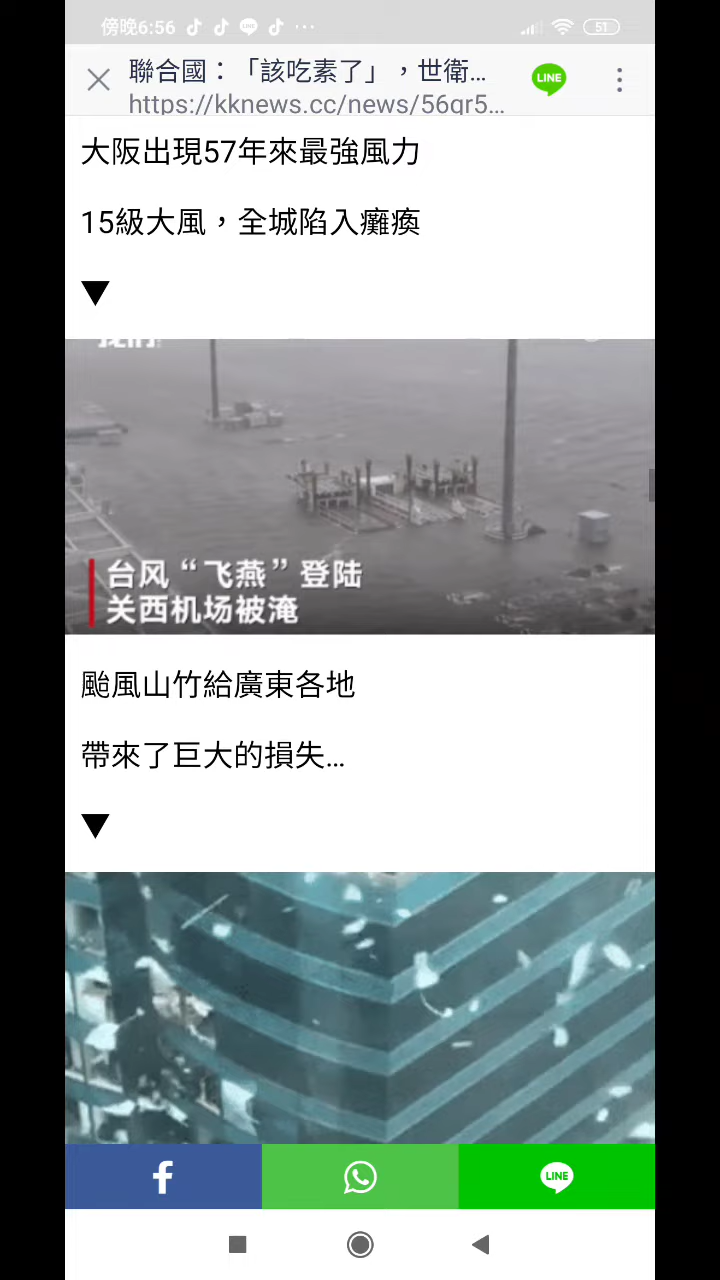 傍晚6:56
51
聯合國：「該吃素了」，世衛...
https://kknews.cc/news/56qr5...
LINE
大阪出現57年來最強風力
15級大風，全城陷入癱瘓
台风“飞燕”登陆
关西机场被淹
颱風山竹給廣東各地
帶來了巨大的損失...
LINE